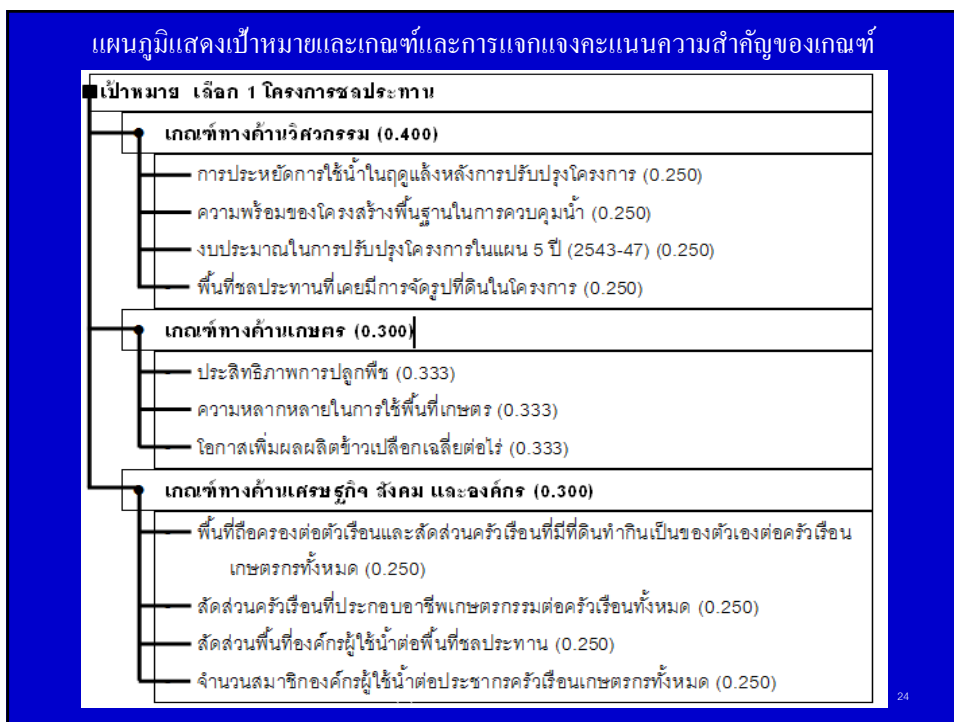 แผนภูมิแสดงเป้าหมายและเกณฑ์และการแจกแจงคะแนนความสำคัญของเกณฑ์
เป้าหมาย เลือก 1 โครงการชลประทาน
เกณฑ์ทางด้านวิศวกรรม (0.400)
การประหยัดการใช้น้ำในฤดูแล้งหลังการปรับปรุงโครงการ (0.250)
ความพร้อมของโครงสร้างพื้นฐานในการควบคุมน้ำ (0.250)
งบประมาณในการปรับปรุงโครงการในแผน 5 ปี (2543-47) (0.250)
พื้นที่ชลประทานที่เคยมีการจัดรูปที่ดินในโครงการ (0.250)
เกณฑ์ทางด้านเกษตร (0.300)
ประสิทธิภาพการปลูกพืช (0.333)
ความหลากหลายในการใช้พื้นที่เกษตร (0.333)
โอกาสเพิ่มผลผลิตข้าวเปลือกเฉลี่ยต่อไร่ (0.333)
เกณฑ์ทางด้านเศรษฐกิจ สังคม และองค์กร (0.300)
พื้นที่ถือครองต่อตัวเรือนและสัดส่วนครัวเรือนที่มีที่ดินทำกินเป็นของตัวเองต่อครัวเรือน
เกษตรกรทั้งหมด (0.250)
สัดส่วนครัวเรือนที่ประกอบอาชีพเกษตรกรรมต่อครัวเรือนทั้งหมด (0.250)
สัดส่วนพื้นที่องค์กรผู้ใช้น้ำต่อพื้นที่ชลประทาน (0.250)
จำนวนสมาชิกองค์กรผู้ใช้น้ำต่อประชากรครัวเรือนเกษตรกรทั้งหมด (0.250)
24